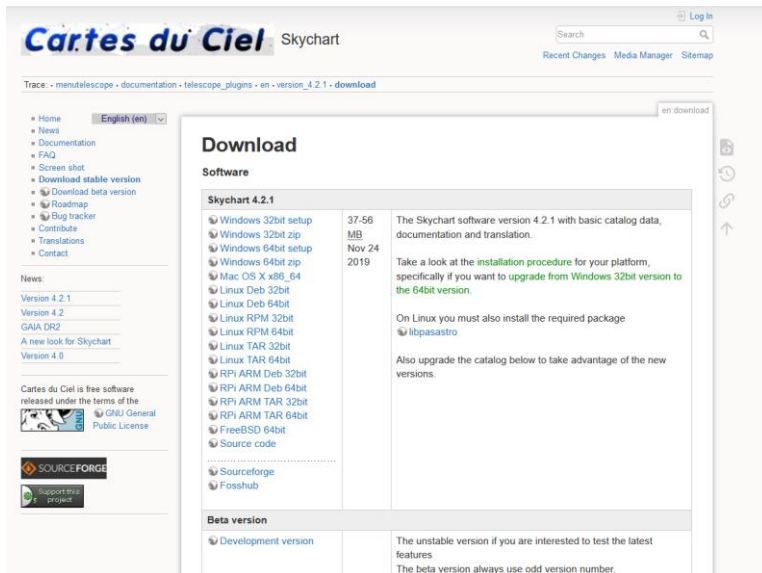 Log In
Cartes du Ciel Skychart
Search
Recent Changes Media Manager Sitemap
Trace: • menutelescope • documentation • telescope_plugins • en • version_4.2.1 • download
en:download
Home
English (en)
News
Documentation
FAQ
Screen shot
Download stable version
Download beta version
Roadmap
Bug tracker
Contribute
Translations
Contact
News:
Version 4.2.1
Version 4.2
GAIA DR2
A new look for Skychart
Version 4.0
Cartes du Ciel is free software
released under the terms of the
GNU General
Public License
GNU
SOURCEFORGE
Support this
project
Download
Software
Skychart 4.2.1
Windows 32bit setup
Windows 32bit zip
Windows 64bit setup
Windows 64bit zip
Mac OS X x86_64
Linux Deb 32bit
Linux Deb 64bit
Linux RPM 32bit
Linux RPM 64bit
Linux TAR 32bit
Linux TAR 64bit
RPi ARM Deb 32bit
RPi ARM Deb 64bit
RPi ARM TAR 32bit
RPi ARM TAR 64bit
FreeBSD 64bit
Source code
Sourceforge
Fosshub
37-56
MB
Nov 24
2019
The Skychart software version 4.2.1 with basic catalog data,
documentation and translation.
Take a look at the installation procedure for your platform,
specifically if you want to upgrade from Windows 32bit version to
the 64bit version.
On Linux you must also install the required package
libpasastro
Also upgrade the catalog below to take advantage of the new
versions.
Beta version
Development version
The unstable version if you are interested to test the latest
features
The beta version always use odd version number.